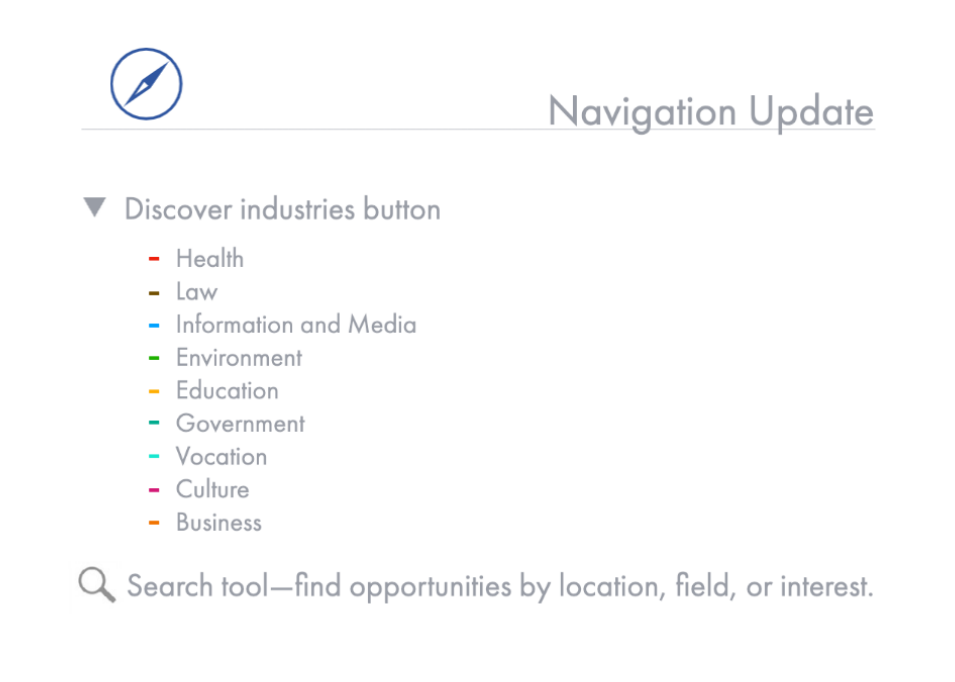 Navigation Update
Discover industries button
- Health
- Law
- Information and Media
- Environment
- Education
- Government
- Vocation
- Culture
- Business
Search tool—find opportunities by location, field, or interest.